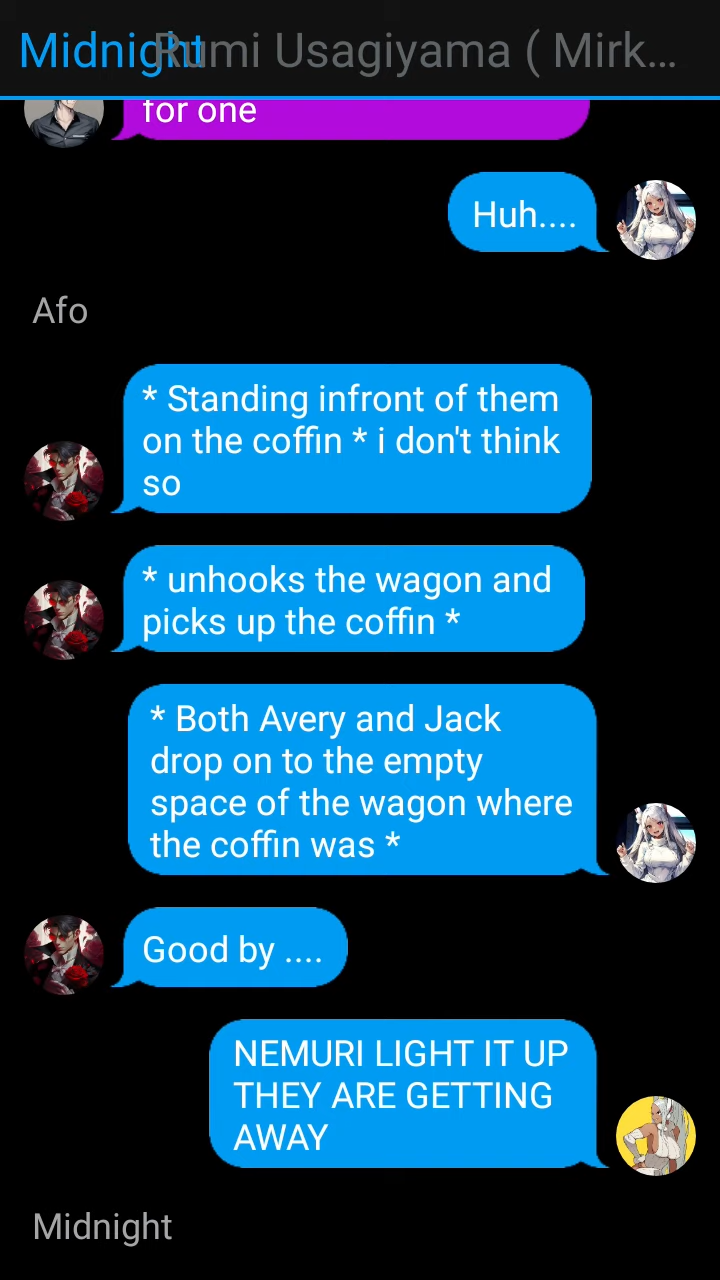 Midnight
Rumi Usagiyama ( Mirk...
for one
Huh....
Afo
* Standing infront of them
on the coffin * i don't think
so
* unhooks the wagon and
picks up the coffin *
* Both Avery and Jack
drop on to the empty
space of the wagon where
the coffin was *
Good by ....
NEMURI LIGHT IT UP
THEY ARE GETTING
AWAY
Midnight